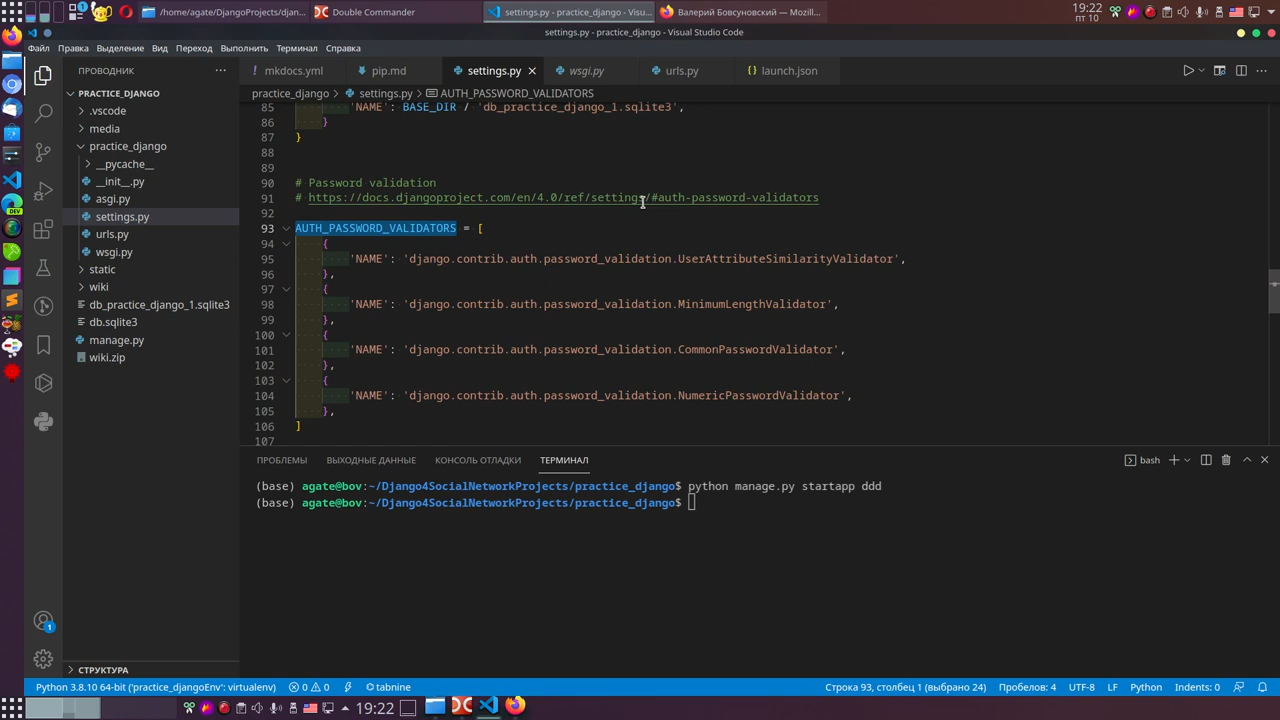 /home/agate/DjangoProjects/djan...
Double Commander
settings.py - practice_django - Visu...
Валерий Бовсуновский — Mozill...
19:22
пт 10
settings.py - practice_django - Visual Studio Code
Файл
Правка
Выделение
Вид
Переход
Выполнить
Терминал
Справка
ПРОВОДНИК
...
mkdocs.yml
pip.md
settings.py
wsgi.py
urls.py
launch.json
practice_django > settings.py > AUTH_PASSWORD_VALIDATORS
PRACTICE_DJANGO
.vscode
media
practice_django
__pycache__
__init__.py
asgi.py
settings.py
urls.py
wsgi.py
static
wiki
db_practice_django_1.sqlite3
db.sqlite3
manage.py
wiki.zip
СТРУКТУРА
85 'NAME': BASE_DIR / 'db_practice_django_1.sqlite3',
86 }
87 }
88
89
90 # Password validation
91 # https://docs.djangoproject.com/en/4.0/ref/settings/#auth-password-validators
92
93 AUTH_PASSWORD_VALIDATORS = [
94 {
95 'NAME': 'django.contrib.auth.password_validation.UserAttributeSimilarityValidator',
96 },
97 {
98 'NAME': 'django.contrib.auth.password_validation.MinimumLengthValidator',
99 },
100 {
101 'NAME': 'django.contrib.auth.password_validation.CommonPasswordValidator',
102 },
103 {
104 'NAME': 'django.contrib.auth.password_validation.NumericPasswordValidator',
105 },
106 ]
107
ПРОБЛЕМЫ
ВЫХОДНЫЕ ДАННЫЕ
КОНСОЛЬ ОТЛАДКИ
ТЕРМИНАЛ
bash
(base) agate@bov:~/Django4SocialNetworkProjects/practice_django$ python manage.py startapp ddd
(base) agate@bov:~/Django4SocialNetworkProjects/practice_django$
1
Python 3.8.10 64-bit ('practice_djangoEnv': virtualenv)
0
0
tabnine
Строка 93, столбец 1 (выбрано 24)
Пробелов: 4
UTF-8
LF
Python
Indents: 0
19:22